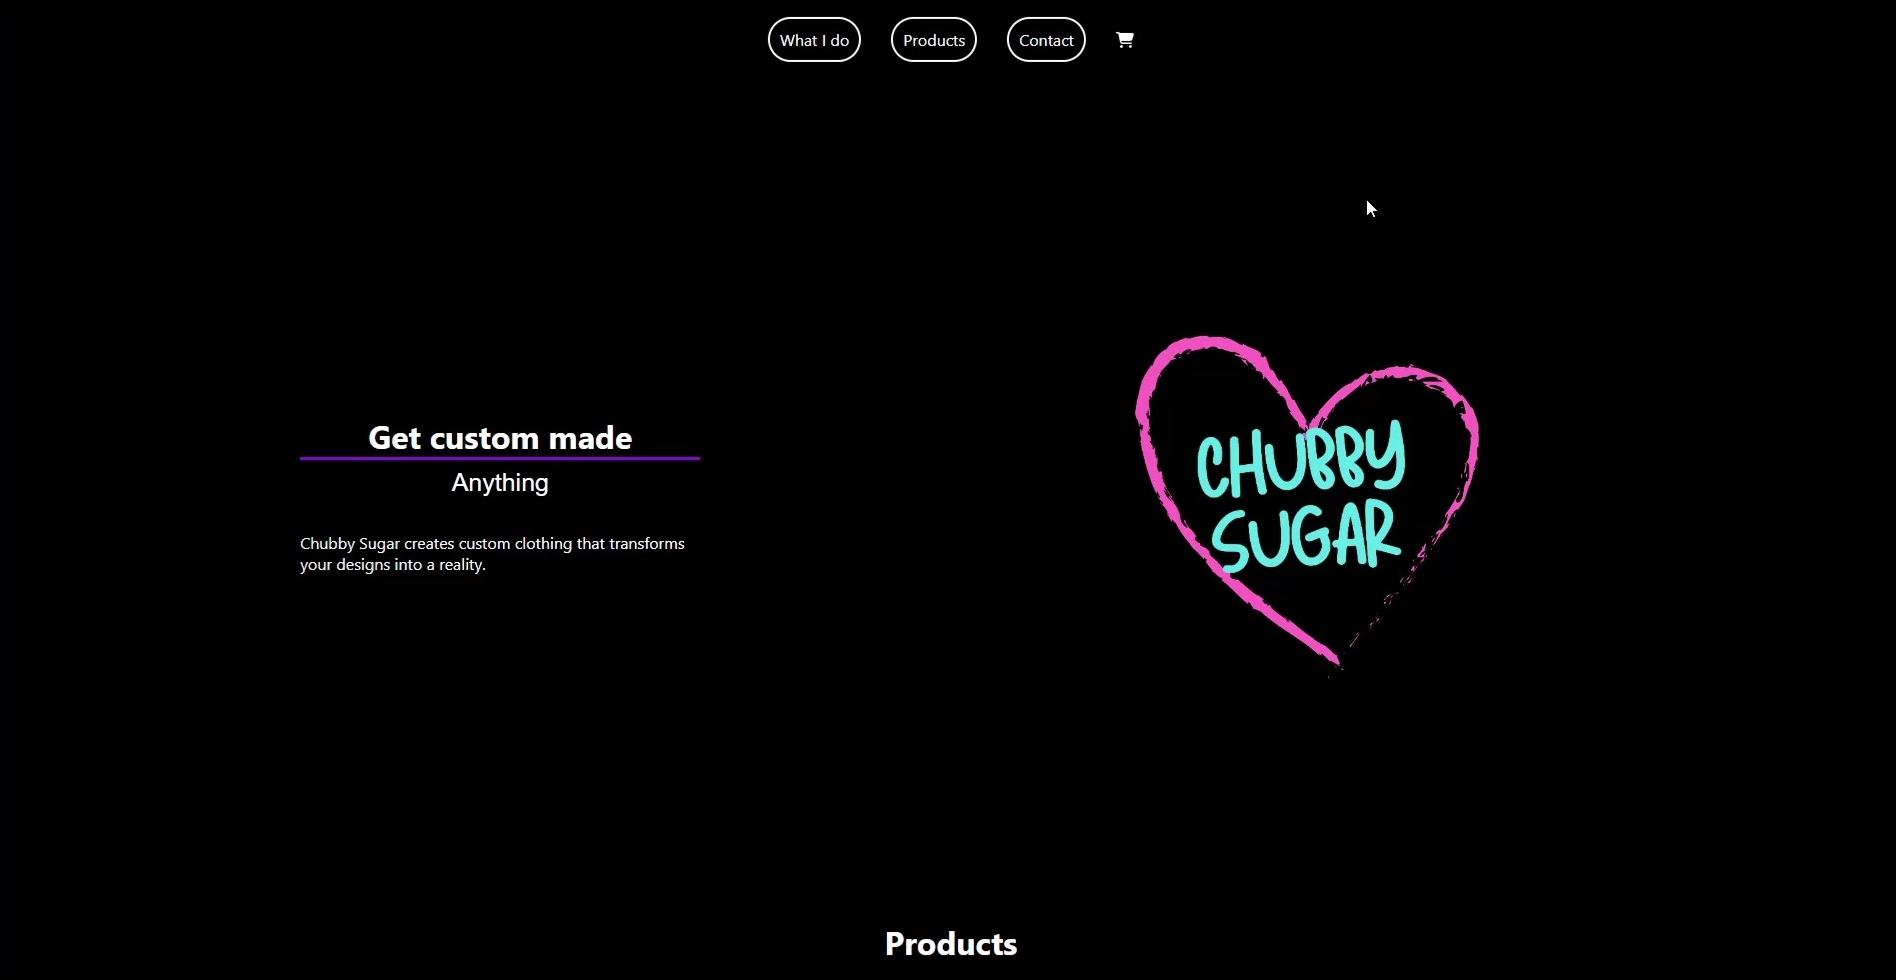 What I do
Products
Contact
Get custom made
Anything
Chubby Sugar creates custom clothing that transforms
your designs into a reality.
CHUBBY
SUGAR
Products